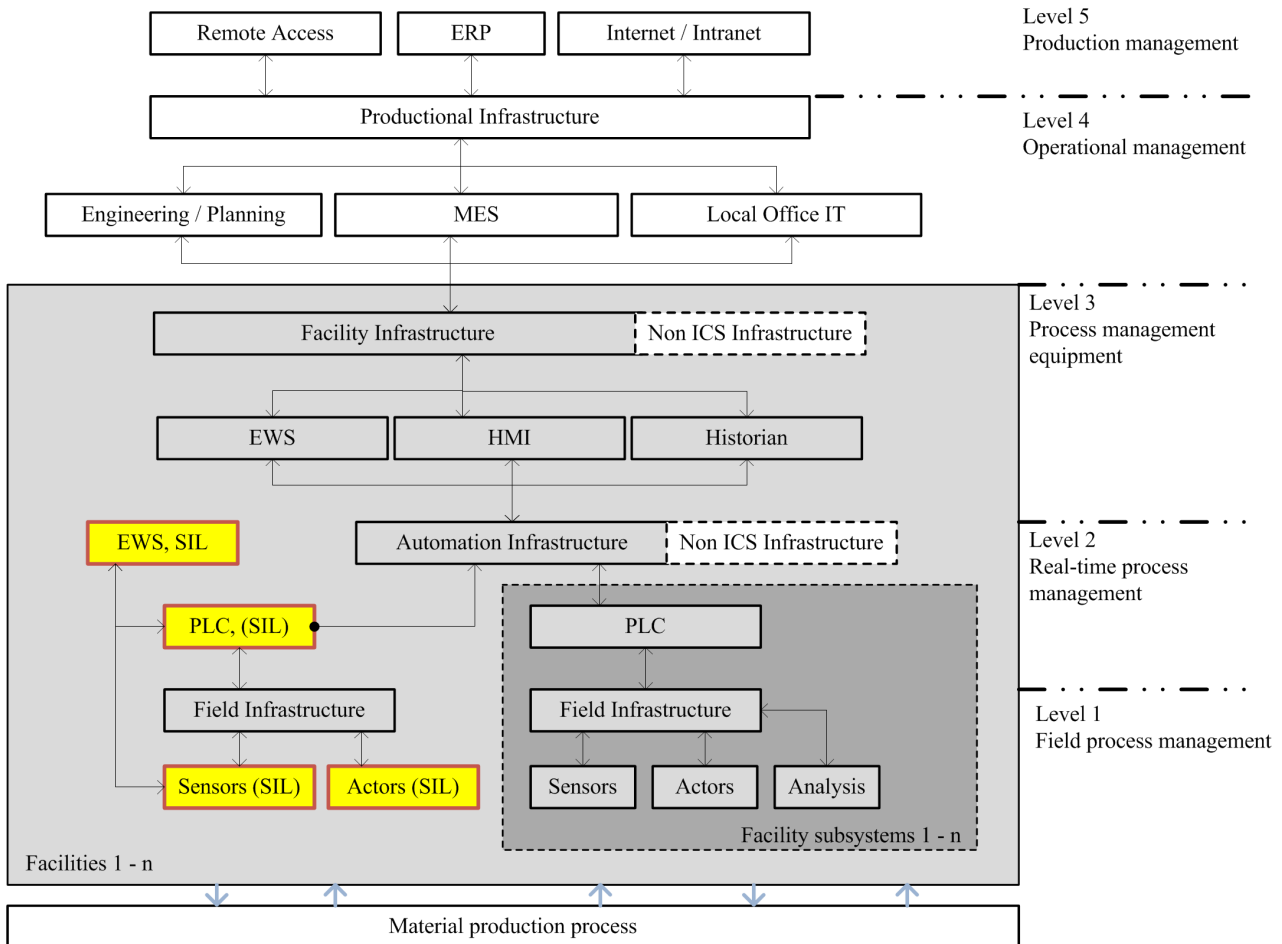 Remote Access
ERP
Internet / Intranet
Level 5
Production management
Productional Infrastructure
Level 4
Operational management
Engineering / Planning
MES
Local Office IT
Level 3
Process management
equipment
Facility Infrastructure
Non ICS Infrastructure
EWS
HMI
Historian
EWS, SIL
Automation Infrastructure
Non ICS Infrastructure
Level 2
Real-time process
management
PLC, (SIL)
PLC
Field Infrastructure
Field Infrastructure
Level 1
Field process management
Sensors (SIL)
Actors (SIL)
Sensors
Actors
Analysis
Facility subsystems 1 - n
Facilities 1 - n
Material production process